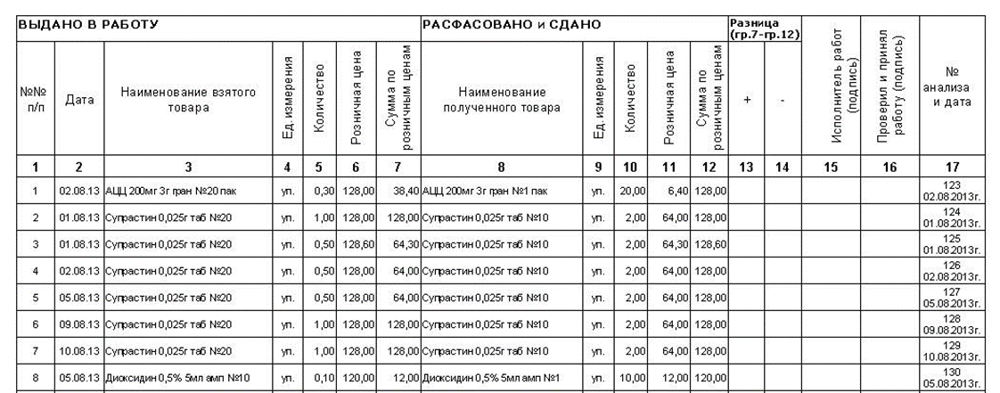 ВЫДАНО В РАБОТУ РАСФАСОВАНО и СДАНО Разница (гр.7-гр.12)
№№ п/п Дата Наименование взятого товара Ед. измерения Количество Розничная цена Сумма по розничным ценам Наименование полученного товара Ед. измерения Количество Розничная цена Сумма по розничным ценам + - Исполнитель работ (подпись) Проверил и принял работу (подпись) № анализа и дата
1 2 3 4 5 6 7 8 9 10 11 12 13 14 15 16 17
1 02.08.13 АЦЦ 200мг 3г гран №20 пак уп. 0,30 128,00 38,40 АЦЦ 200мг 3г гран №1 пак уп. 20,00 6,40 128,00 123 02.08.2013г.
2 01.08.13 Супрастин 0,025г таб №20 уп. 1,00 128,00 128,00 Супрастин 0,025г таб №10 уп. 2,00 64,00 128,00 124 01.08.2013г.
3 01.08.13 Супрастин 0,025г таб №20 уп. 0,50 128,60 64,30 Супрастин 0,025г таб №10 уп. 2,00 64,30 128,60 125 01.08.2013г.
4 02.08.13 Супрастин 0,025г таб №20 уп. 0,50 128,00 64,00 Супрастин 0,025г таб №10 уп. 2,00 64,00 128,00 126 02.08.2013г.
5 05.08.13 Супрастин 0,025г таб №20 уп. 0,50 128,00 64,00 Супрастин 0,025г таб №10 уп. 2,00 64,00 128,00 127 05.08.2013г.
6 09.08.13 Супрастин 0,025г таб №20 уп. 1,00 128,00 128,00 Супрастин 0,025г таб №10 уп. 2,00 64,00 128,00 128 09.08.2013г.
7 10.08.13 Супрастин 0,025г таб №20 уп. 1,00 128,00 128,00 Супрастин 0,025г таб №10 уп. 2,00 64,00 128,00 129 10.08.2013г.
8 05.08.13 Диоксидин 0,5% 5мл амп №10 уп. 0,10 120,00 12,00 Диоксидин 0,5% 5мл амп №1 уп. 10,00 12,00 120,00 130 05.08.2013г.